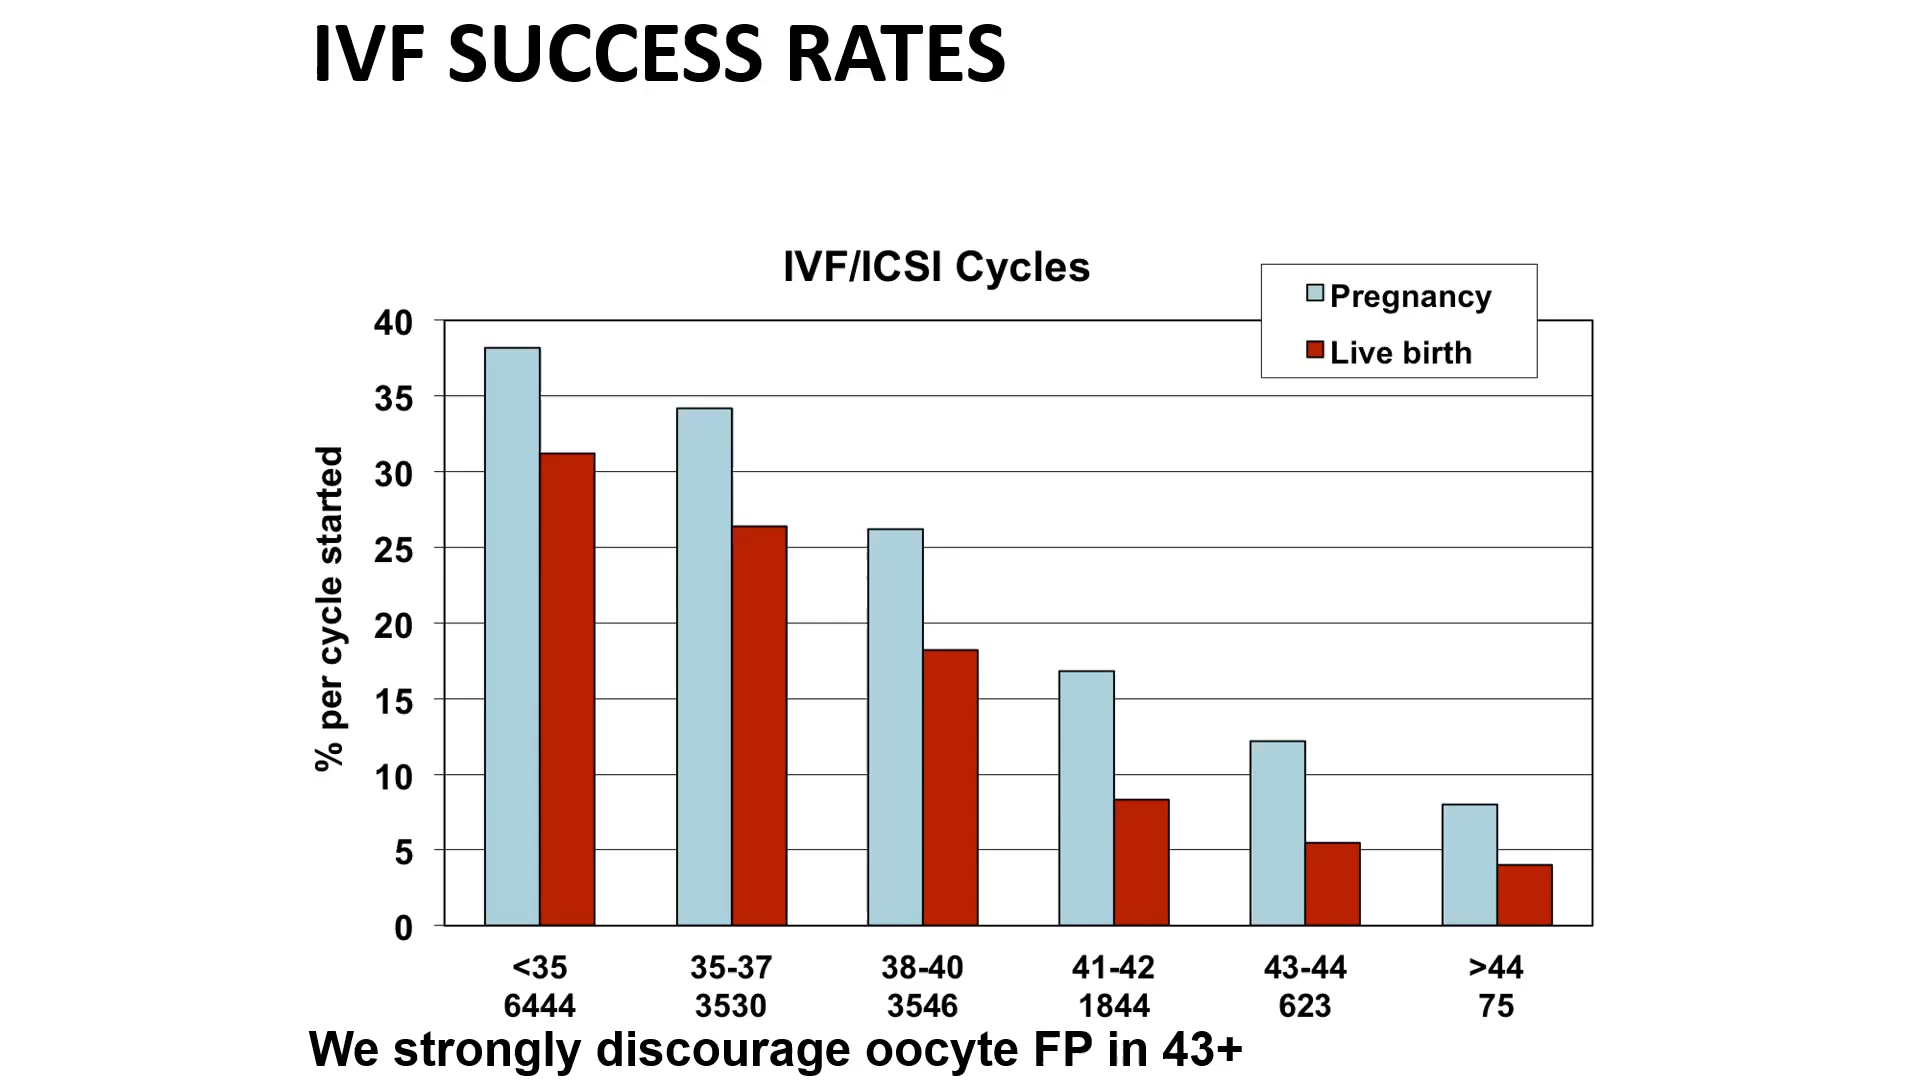 IVF SUCCESS RATES
IVF/ICSI Cycles
Pregnancy
Live birth
% per cycle started
40
35
30
25
20
15
10
5
0
<35 35-37 38-40 41-42 43-44 >44
6444 3530 3546 1844 623 75
We strongly discourage oocyte FP in 43+